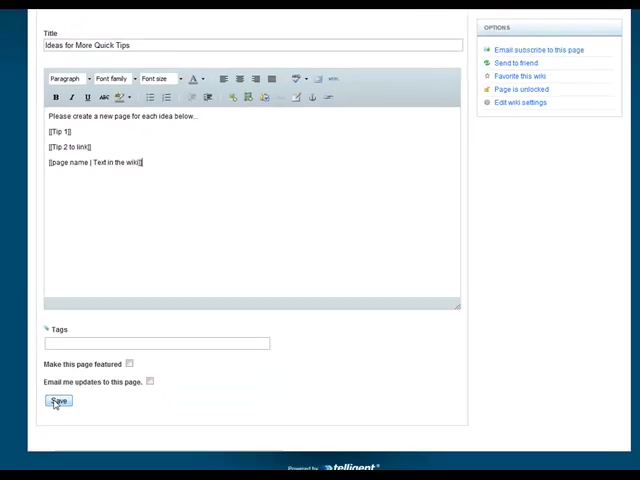 Title
Ideas for More Quick Tips
Paragraph Font family Font size A
B I U ABC
Please create a new page for each idea below...
[[Tip 1]]
[[Tip 2 to link]]
[[page name | Text in the wiki]]
Tags
Make this page featured
Email me updates to this page.
Save
OPTIONS
Email subscribe to this page
Send to friend
Favorite this wiki
Page is unlocked
Edit wiki settings
Powered by telligent